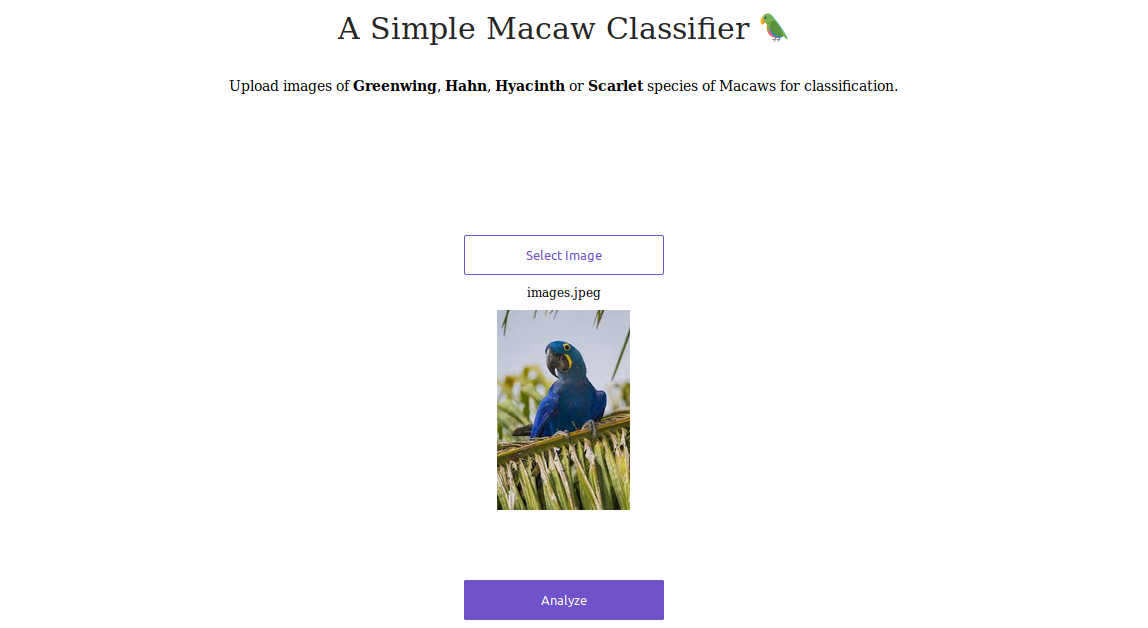 A Simple Macaw Classifier 🦜
Upload images of Greenwing, Hahn, Hyacinth or Scarlet species of Macaws for classification.
Select Image
images.jpeg
Analyze